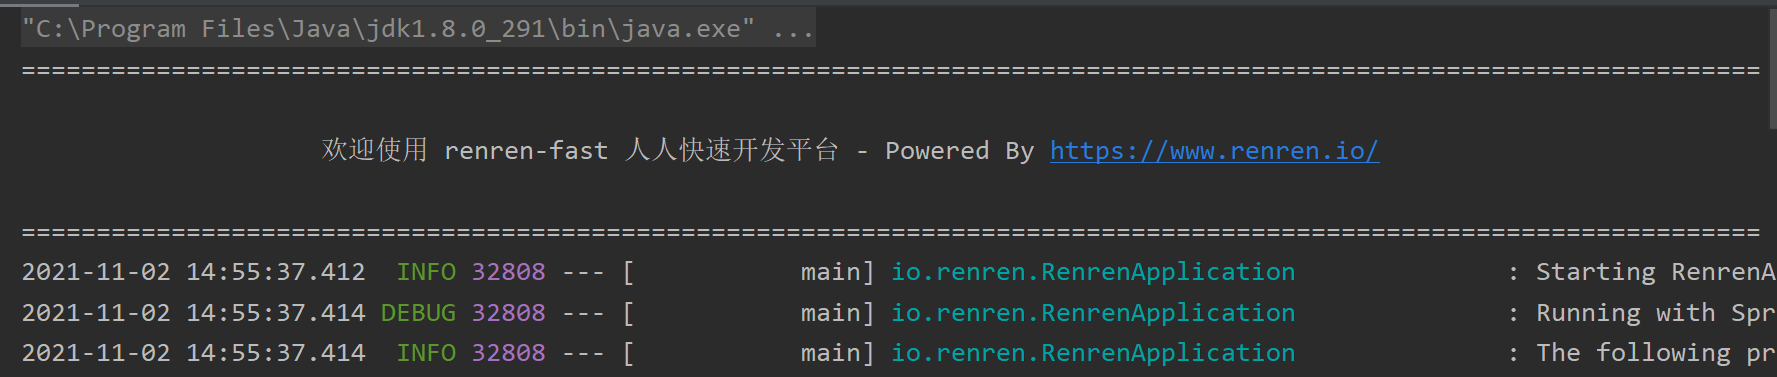 "C:\Program Files\Java\jdk1.8.0_291\bin\java.exe" ...
====================================================================================================================
欢迎使用 renren-fast 人人快速开发平台 - Powered By https://www.renren.io/
====================================================================================================================
2021-11-02 14:55:37.412  INFO 32808 --- [           main] io.renren.RenrenApplication              : Starting RenrenA
2021-11-02 14:55:37.414 DEBUG 32808 --- [           main] io.renren.RenrenApplication              : Running with Spr
2021-11-02 14:55:37.414  INFO 32808 --- [           main] io.renren.RenrenApplication              : The following pr